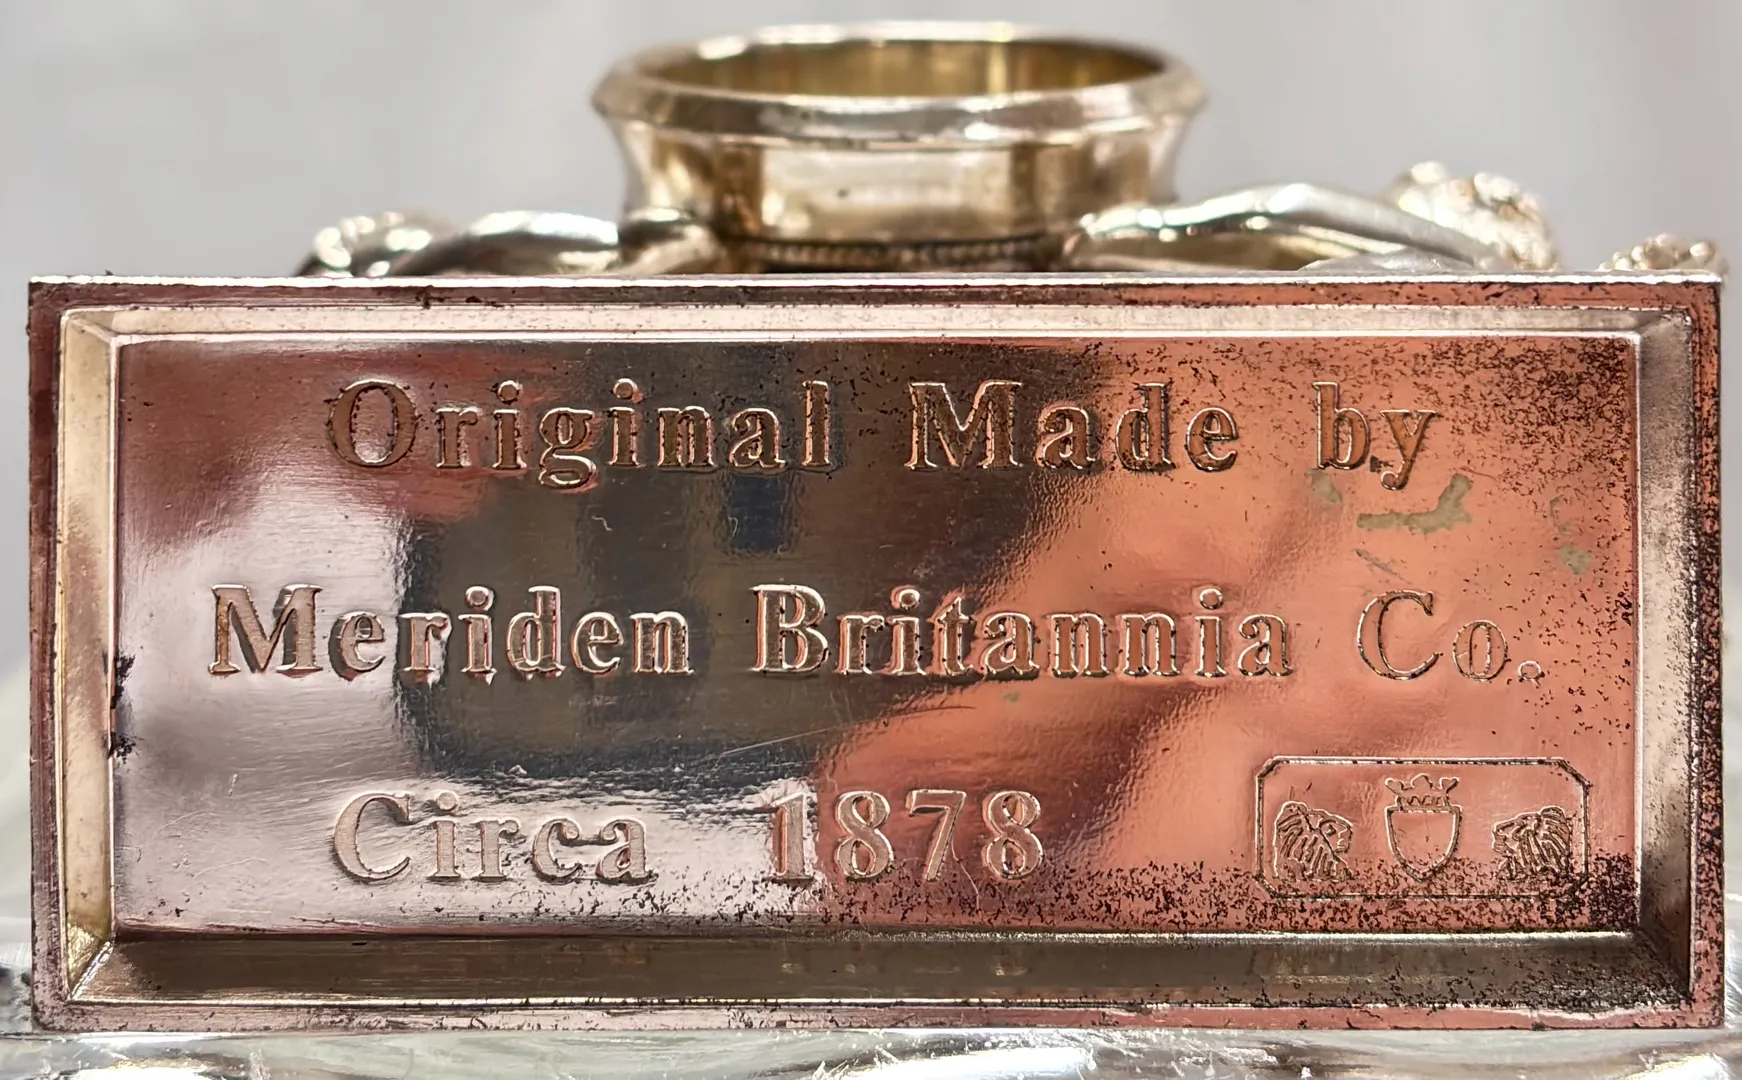 Original Made by
Meriden Britannia Co.
Circa 1878